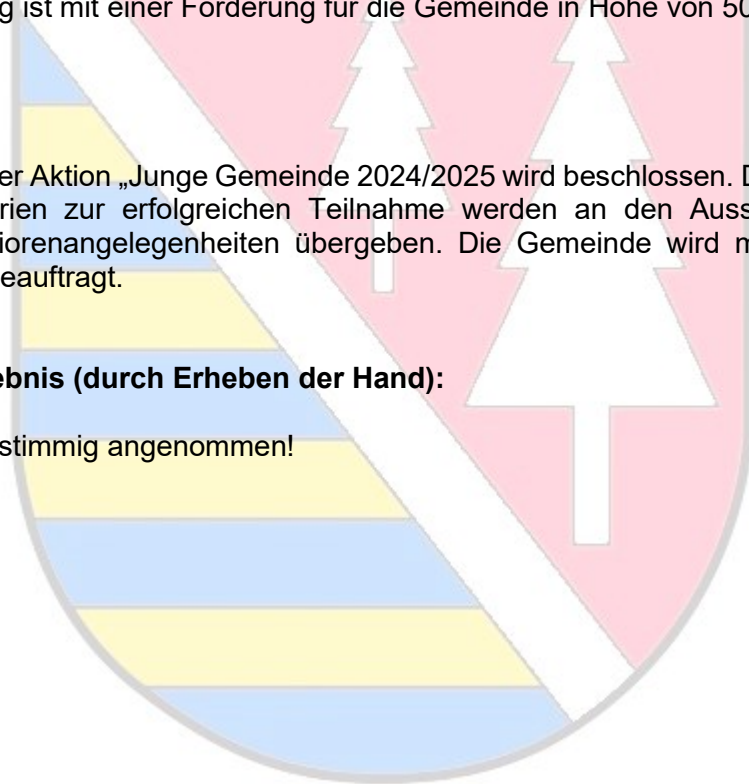 g ist mit einer Förderung für die Gemeinde in Höhe von 50
er Aktion „Junge Gemeinde 2024/2025 wird beschlossen. D
rien zur erfolgreichen Teilnahme werden an den Auss
iorenangelegenheiten übergeben. Die Gemeinde wird m
eauftragt.
ebnis (durch Erheben der Hand):
stimmig angenommen!